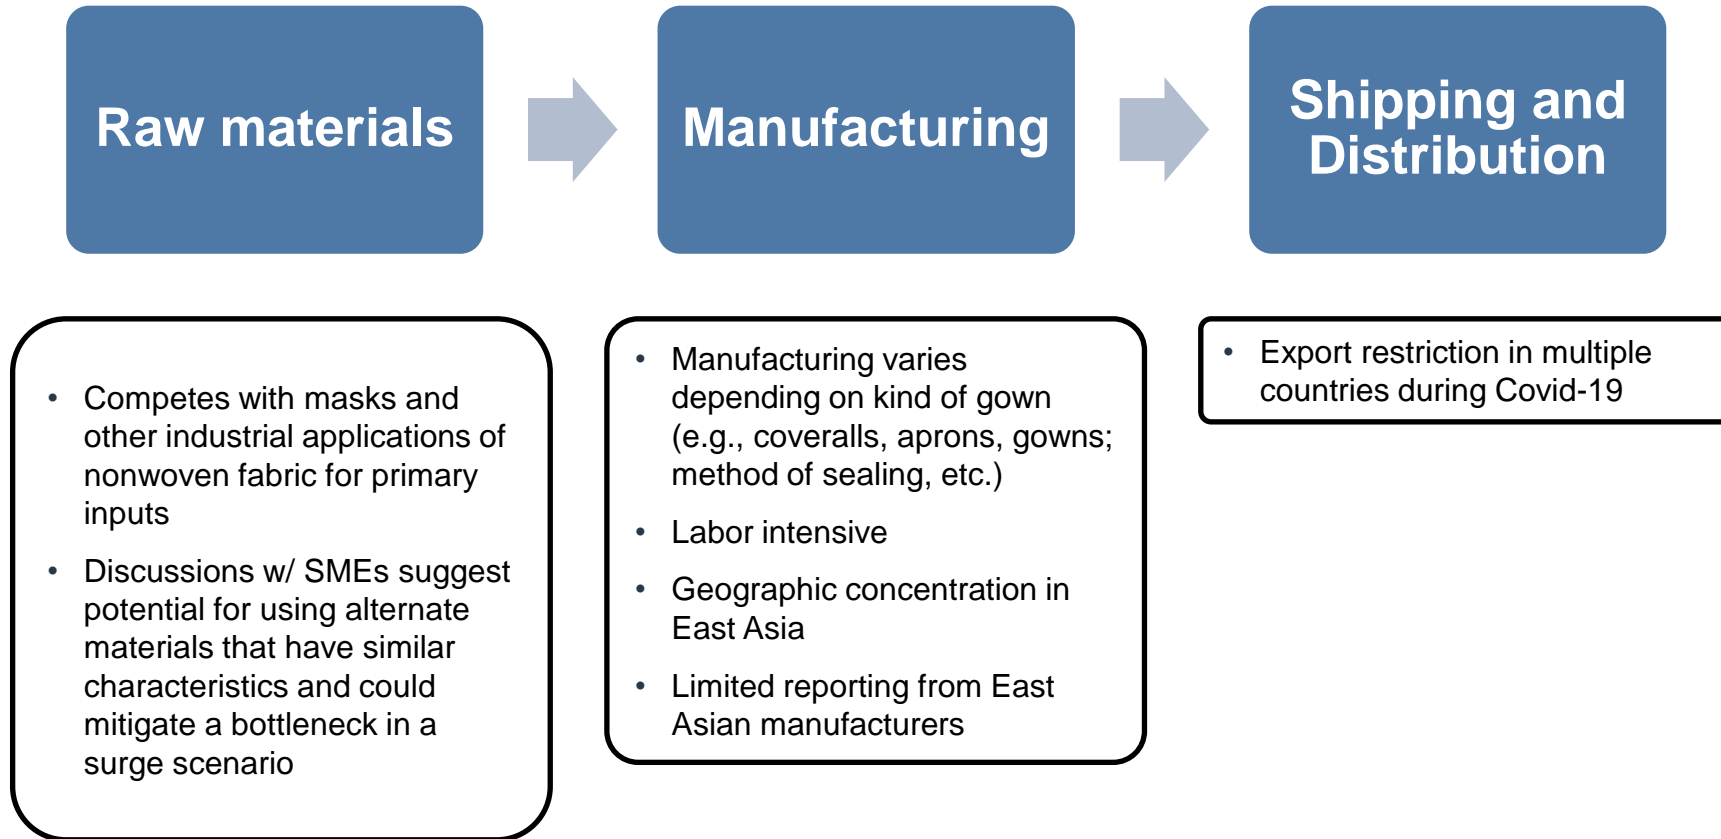 Raw materials
Manufacturing
Shipping and
Distribution
• Competes with masks and
other industrial applications of
nonwoven fabric for primary
inputs
• Discussions w/ SMEs suggest
potential for using alternate
materials that have similar
characteristics and could
mitigate a bottleneck in a
surge scenario
• Manufacturing varies
depending on kind of gown
(e.g., coveralls, aprons, gowns;
method of sealing, etc.)
• Labor intensive
• Geographic concentration in
East Asia
• Limited reporting from East
Asian manufacturers
• Export restriction in multiple
countries during Covid-19